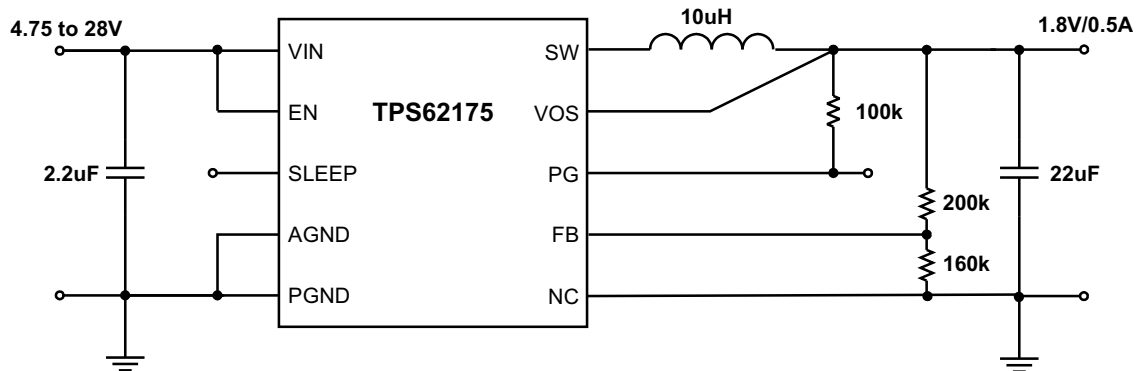 4.75 to 28V
10uH
1.8V/0.5A
VIN
SW
EN
TPS62175
VOS
100k
2.2uF
SLEEP
PG
22uF
200k
AGND
FB
160k
PGND
NC